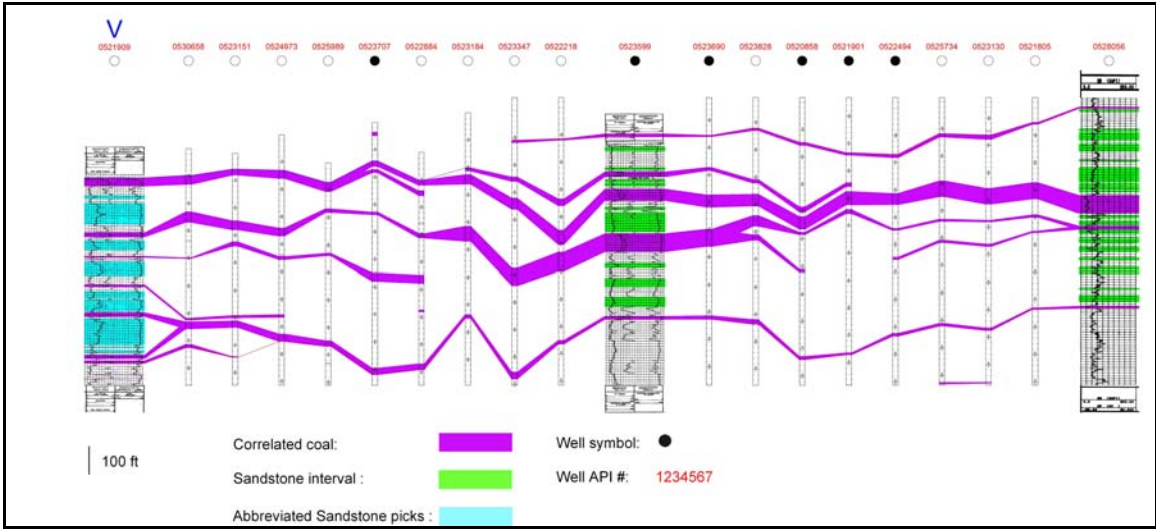 V
0521909 0530658 0523151 0524973 0525989 0523707 0522884 0523184 0523347 0522218 0523599 0523690 0523828 0520858 0521901 0522494 0525734 0523130 0521805 0528056
100 ft
Correlated coal: Well symbol:
Sandstone interval : Well API #: 1234567
Abbreviated Sandstone picks :